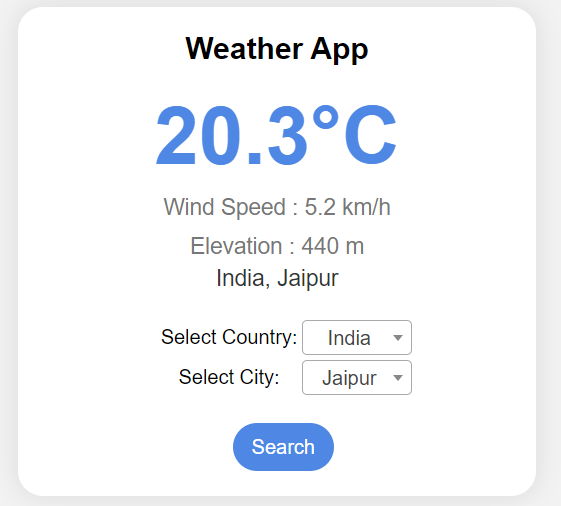 Weather App
20.3°C
Wind Speed : 5.2 km/h
Elevation : 440 m
India, Jaipur
Select Country: India
Select City: Jaipur
Search